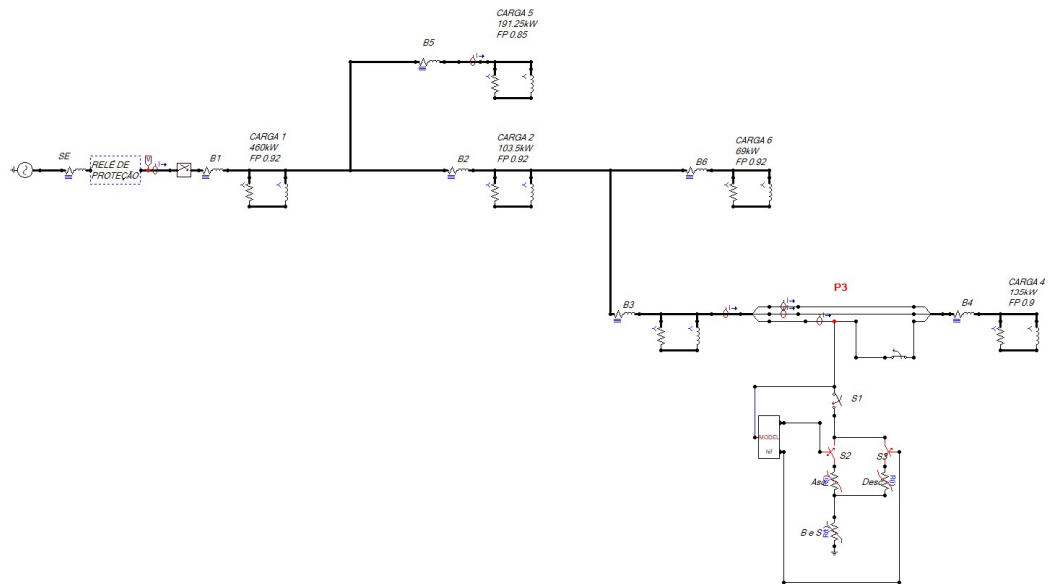 CARGA 5
191.25kW
FP 0.85
B5
CARGA 1
460kW
FP 0.92
CARGA 2
103.5kW
FP 0.92
CARGA 6
69kW
FP 0.92
SE
RELÉ DE
PROTEÇÃO
V
I
B1
B2
B6
P3
CARGA 4
135kW
FP 0.9
B3
B4
S1
MODEL
hif
S2
S3
B e S